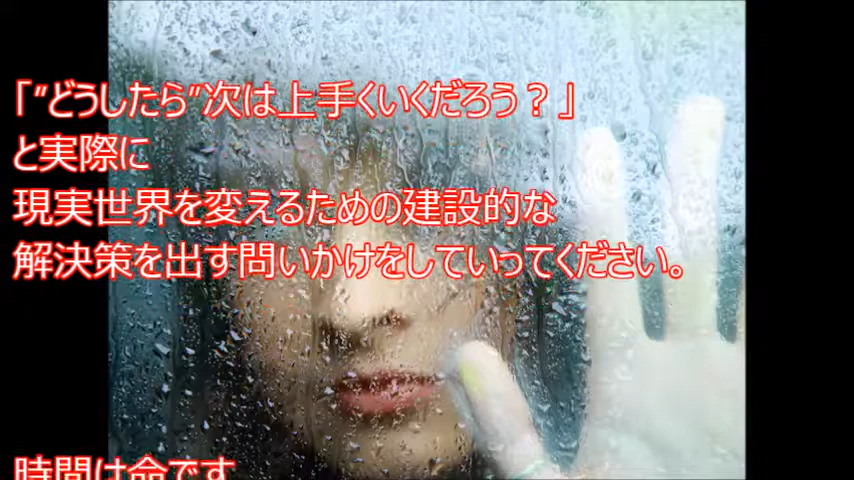 「”どうしたら”次は上手くいくだろう？」
と実際に
現実世界を変えるための建設的な
解決策を出す問いかけをしていってください。
時間は命です